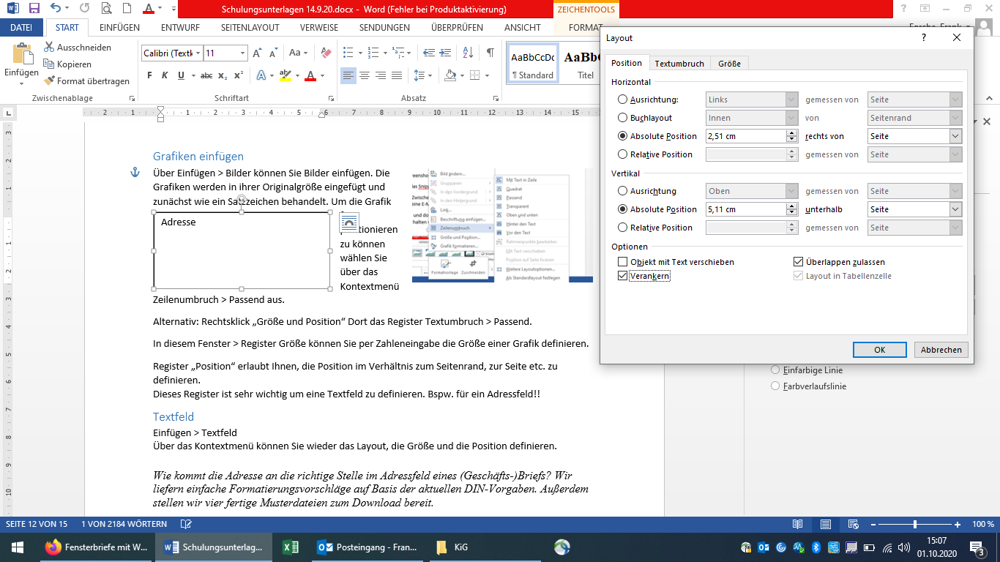 Schulungsunterlagen 14.9.20.docx - Word (Fehler bei Produktaktivierung)
ZEICHENTOOLS
DATEI START EINFÜGEN ENTWURF SEITENLAYOUT VERWEISE SENDUNGEN ÜBERPRÜFEN ANSICHT FORMAT
Einfügen
Ausschneiden
Kopieren
Format übertragen
Zwischenablage
Calibri (Textk 11
F K U abc x₂ x²
Schriftart
Absatz
AaBbCcDc
¶ Standard
AaBbC
Titel
Layout
Position Textumbruch Größe
Horizontal
Ausrichtung: Links gemessen von Seite
Buchlayout Innen von Seitenrand
Absolute Position 2,51 cm rechts von Seite
Relative Position gemessen von Seite
Vertikal
Ausrichtung Oben gemessen von Seite
Absolute Position 5,11 cm unterhalb Seite
Relative Position gemessen von Seite
Optionen
Objekt mit Text verschieben
Überlappen zulassen
Verankern
Layout in Tabellenzelle
OK Abbrechen
Einfarbige Linie
Farbverlaufslinie
Grafiken einfügen
Über Einfügen > Bilder können Sie Bilder einfügen. Die
Grafiken werden in ihrer Originalgröße eingefügt und
zunächst wie ein Satzzeichen behandelt. Um die Grafik
Adresse
tionieren
zu können
wählen Sie
über das
Kontextmenü
Zeilenumbruch > Passend aus.
Bild ändern...
Gruppieren
In den Vordergrund
In den Hintergrund
Link...
Beschriftung einfügen...
Zeilenumbruch
Größe und Position...
Grafik formatieren...
Formatvorlage Zuschneiden
Mit Text in Zeile
Quadrat
Passend
Transparent
Oben und unten
Hinter den Text
Vor den Text
Rahmenpunkte bearbeiten
Mit Text verschieben
Position auf Seite fixieren
Weitere Layoutoptionen...
Als Standardlayout festlegen
Alternativ: Rechtsklick „Größe und Position“ Dort das Register Textumbruch > Passend.
In diesem Fenster > Register Größe können Sie per Zahleneingabe die Größe einer Grafik definieren.
Register „Position“ erlaubt Ihnen, die Position im Verhältnis zum Seitenrand, zur Seite etc. zu
definieren.
Dieses Register ist sehr wichtig um eine Textfeld zu definieren. Bspw. für ein Adressfeld!!
Textfeld
Einfügen > Textfeld
Über das Kontextmenü können Sie wieder das Layout, die Größe und die Position definieren.
Wie kommt die Adresse an die richtige Stelle im Adressfeld eines (Geschäfts-)Briefs? Wir
liefern einfache Formatierungsvorschläge auf Basis der aktuellen DIN-Vorgaben. Außerdem
stellen wir vier fertige Musterdateien zum Download bereit.
SEITE 12 VON 15 1 VON 2184 WÖRTERN 100 %
Fensterbriefe mit W... Schulungsunterlag... Posteingang - Fran... KiG
15:07
01.10.2020
3